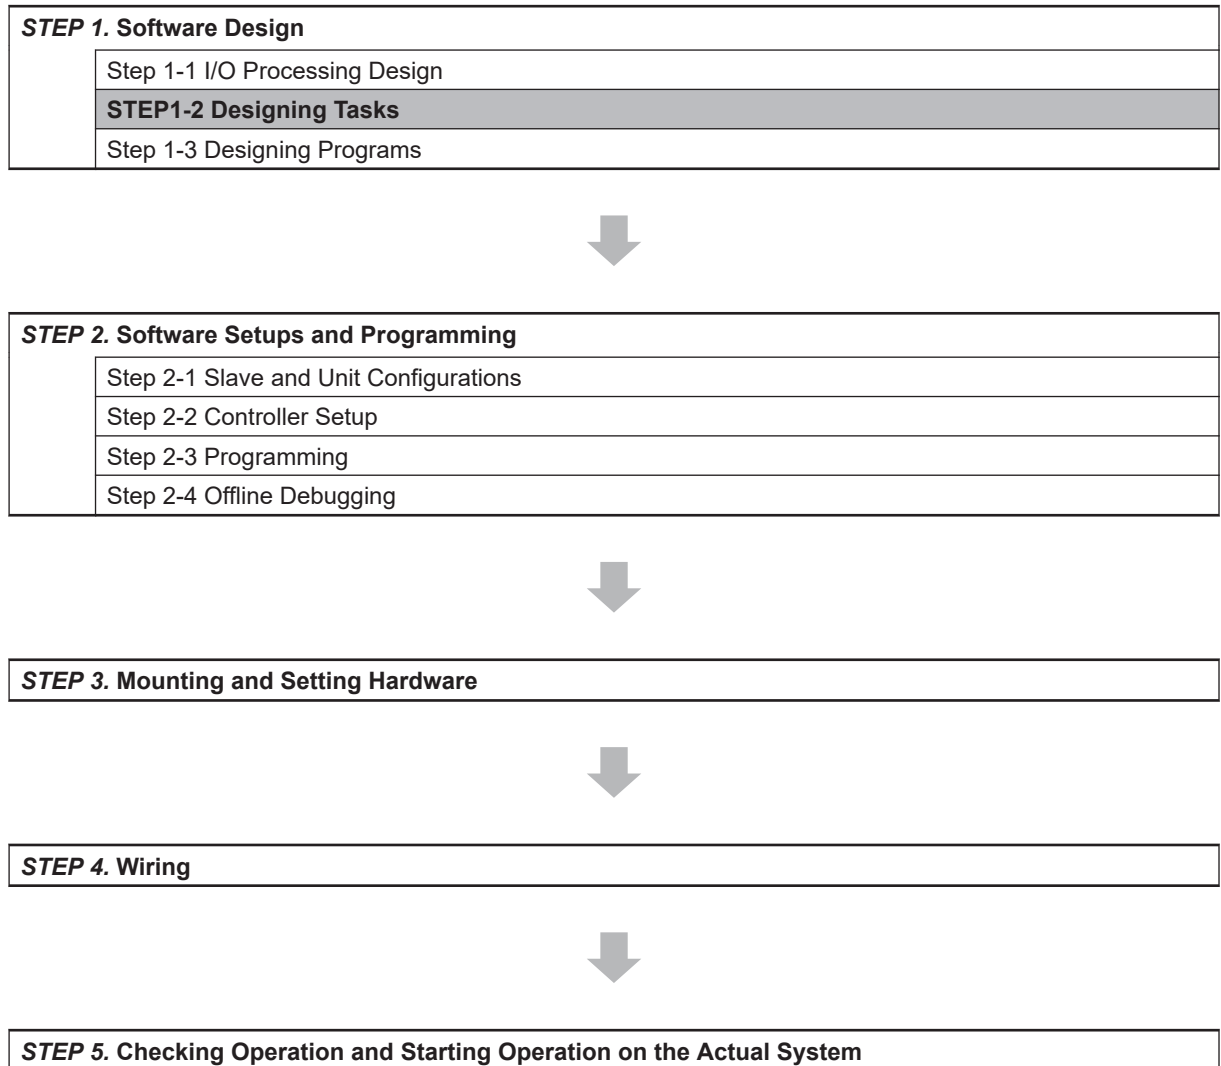 STEP 1. Software Design
Step 1-1 I/O Processing Design
STEP1-2 Designing Tasks
Step 1-3 Designing Programs
STEP 2. Software Setups and Programming
Step 2-1 Slave and Unit Configurations
Step 2-2 Controller Setup
Step 2-3 Programming
Step 2-4 Offline Debugging
STEP 3. Mounting and Setting Hardware
STEP 4. Wiring
STEP 5. Checking Operation and Starting Operation on the Actual System